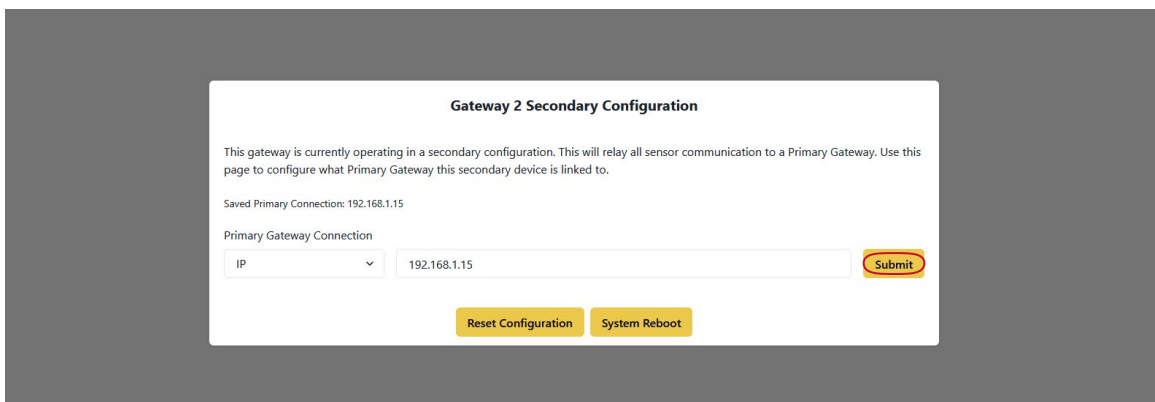 Gateway 2 Secondary Configuration
This gateway is currently operating in a secondary configuration. This will relay all sensor communication to a Primary Gateway. Use this
page to configure what Primary Gateway this secondary device is linked to.
Saved Primary Connection: 192.168.1.15
Primary Gateway Connection
IP 192.168.1.15 Submit
Reset Configuration System Reboot